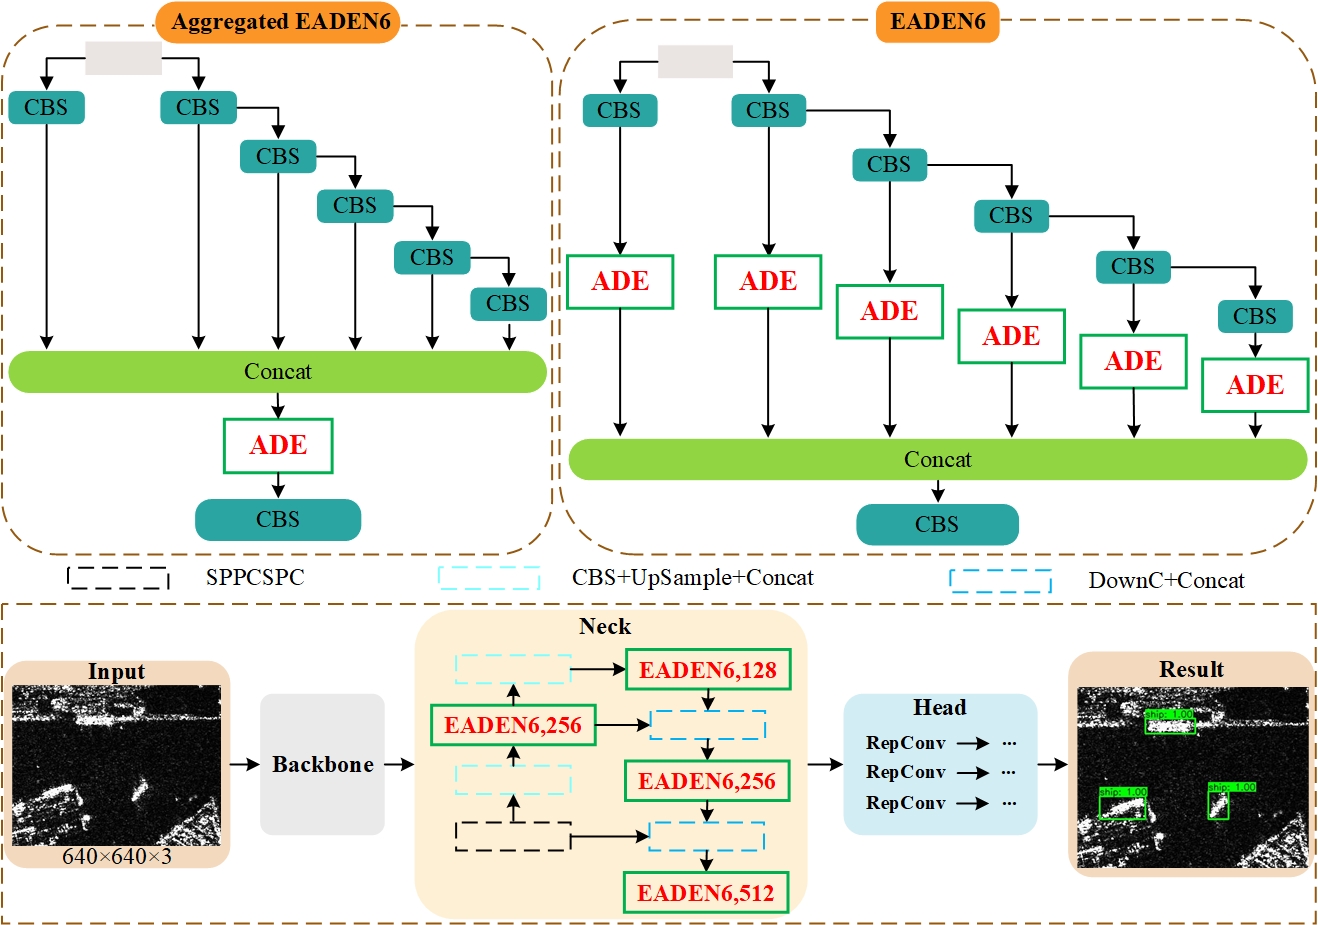 Aggregated EADEN6
CBS
CBS
CBS
CBS
CBS
CBS
Concat
ADE
CBS
EADEN6
CBS
CBS
CBS
CBS
CBS
CBS
ADE
ADE
ADE
ADE
ADE
ADE
Concat
CBS
SPPCSPC
CBS+UpSample+Concat
DownC+Concat
Input
640×640×3
Backbone
Neck
EADEN6,128
EADEN6,256
EADEN6,256
EADEN6,512
Head
RepConv ···
RepConv ···
RepConv ···
Result
ship: 1.00
ship: 1.00
ship: 1.00